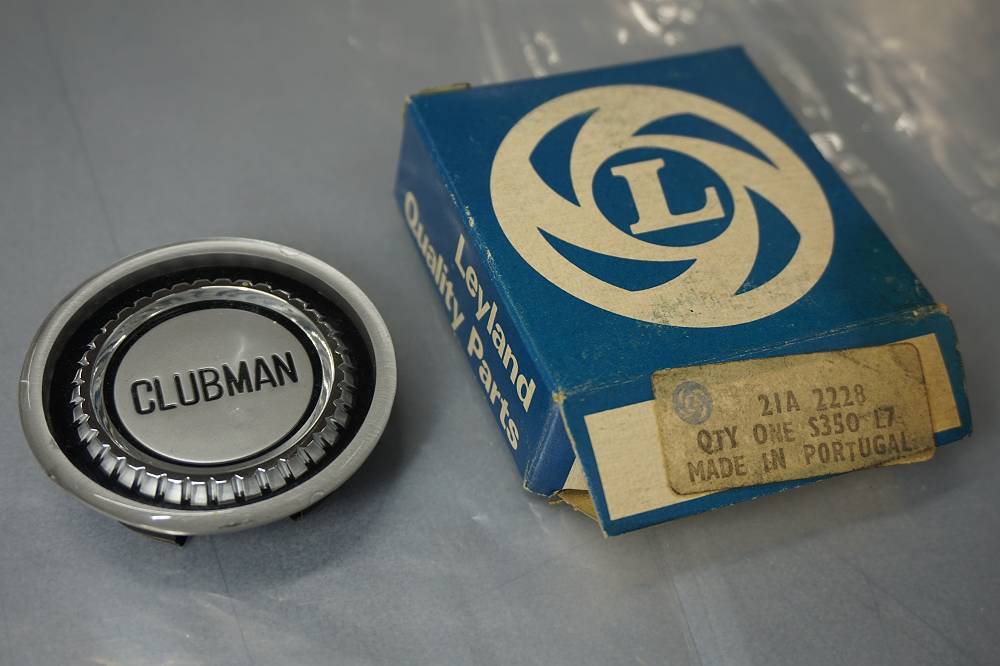 CLUBMAN
L
Leyland
Quality Parts
21A 2228
QTY ONE S350 L7
MADE IN PORTUGAL